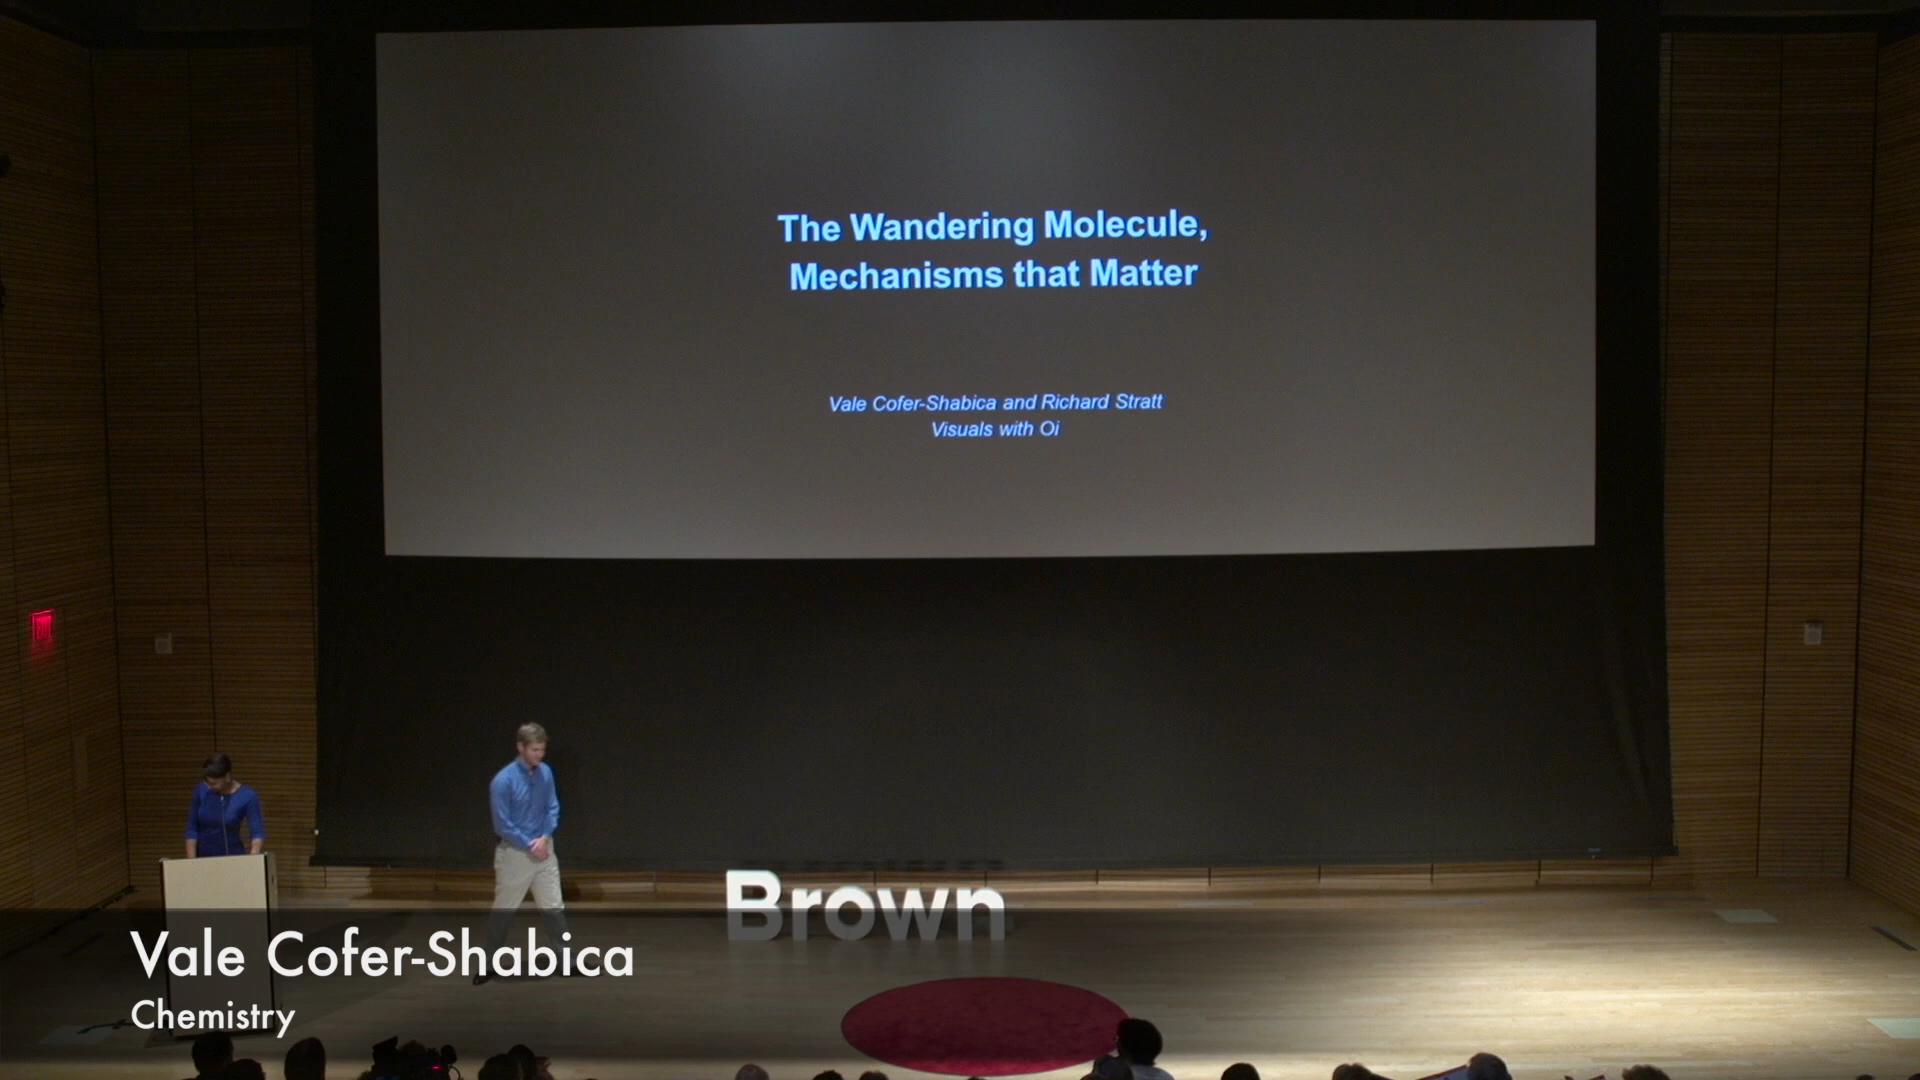 The Wandering Molecule,
Mechanisms that Matter
Vale Cofer-Shabica and Richard Stratt
Visuals with Oi
EXIT
Brown
Vale Cofer-Shabica
Chemistry